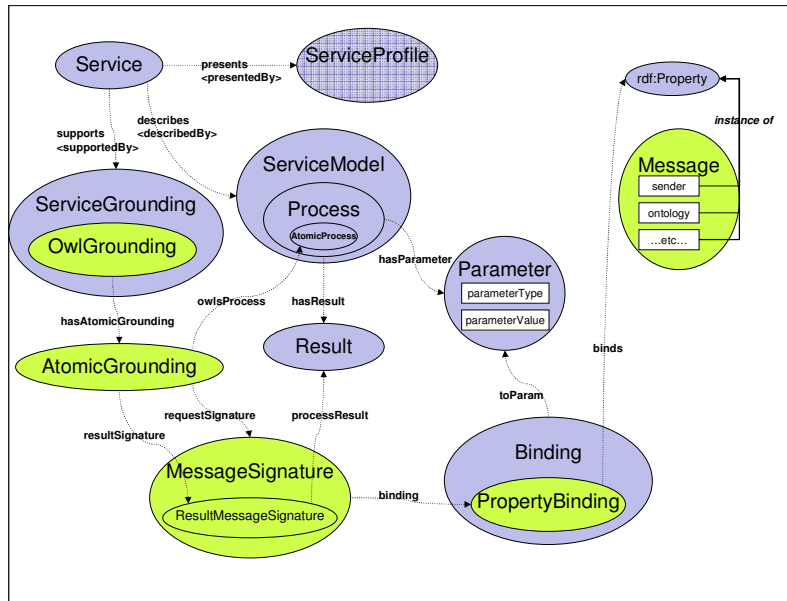 Service
presents
<presentedBy>
ServiceProfile
rdf:Property
instance of
describes
<describedBy>
supports
<supportedBy>
Message
sender
ontology
...etc...
ServiceModel
Process
AtomicProcess
ServiceGrounding
OwlGrounding
hasParameter
Parameter
parameterType
parameterValue
owlsProcess
hasResult
hasAtomicGrounding
Result
binds
AtomicGrounding
toParam
requestSignature
processResult
resultSignature
Binding
PropertyBinding
MessageSignature
ResultMessageSignature
binding